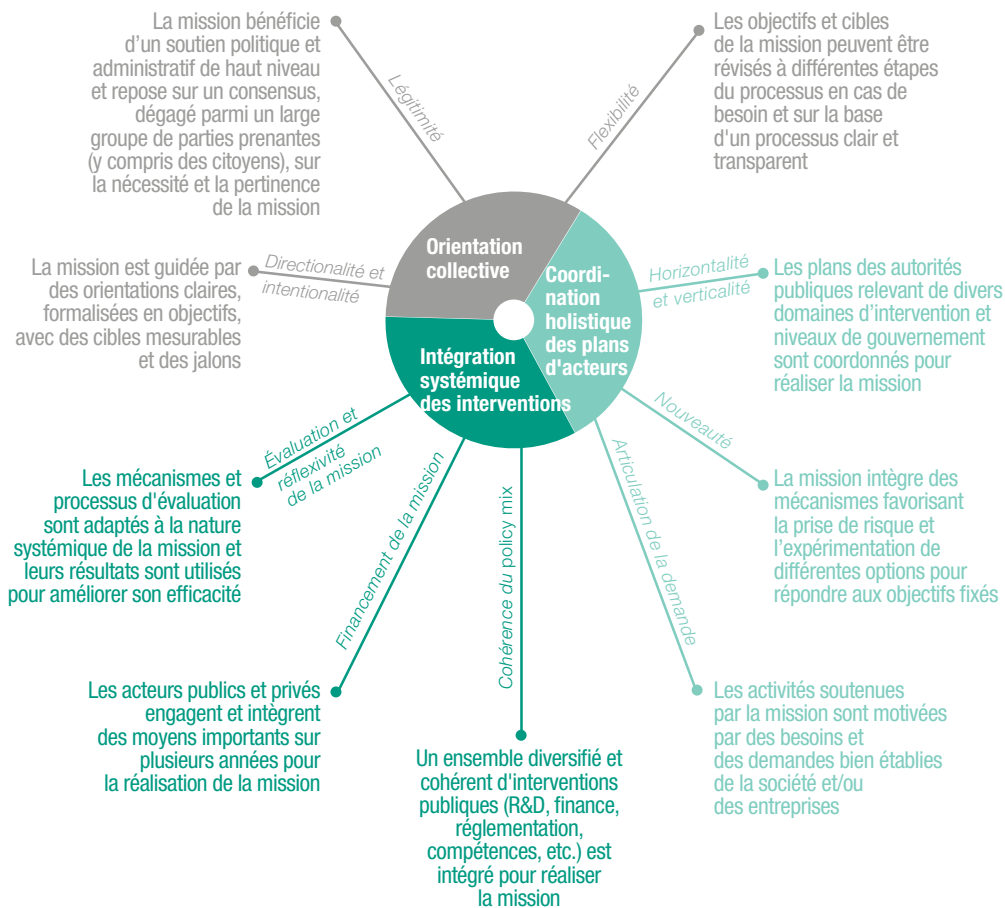 La mission bénéficie
d'un soutien politique et
administratif de haut niveau
et repose sur un consensus,
dégagé parmi un large
groupe de parties prenantes
(y compris des citoyens), sur
la nécessité et la pertinence
de la mission
Légitimité
Flexibilité
Les objectifs et cibles
de la mission peuvent être
révisés à différentes étapes
du processus en cas de
besoin et sur la base
d'un processus clair et
transparent
Orientation
collective
Coordi-
nation
holistique
des plans
d'acteurs
Intégration
systémique
des interventions
Directionalité et
intentionalité
La mission est guidée par
des orientations claires,
formalisées en objectifs,
avec des cibles mesurables
et des jalons
Horizontalité
et verticalité
Les plans des autorités
publiques relevant de divers
domaines d'intervention et
niveaux de gouvernement
sont coordonnés pour
réaliser la mission
Évaluation et
réflexivité
de la mission
Les mécanismes et
processus d'évaluation
sont adaptés à la nature
systémique de la mission et
leurs résultats sont utilisés
pour améliorer son efficacité
Nouveauté
La mission intègre des
mécanismes favorisant
la prise de risque et
l'expérimentation de
différentes options pour
répondre aux objectifs fixés
Financement de la mission
Les acteurs publics et privés
engagent et intègrent
des moyens importants sur
plusieurs années pour
la réalisation de la mission
Cohérence du policy mix
Un ensemble diversifié et
cohérent d'interventions
publiques (R&D, finance,
réglementation,
compétences, etc.) est
intégré pour réaliser
la mission
Articulation de la demande
Les activités soutenues
par la mission sont motivées
par des besoins et
des demandes bien établies
de la société et/ou
des entreprises